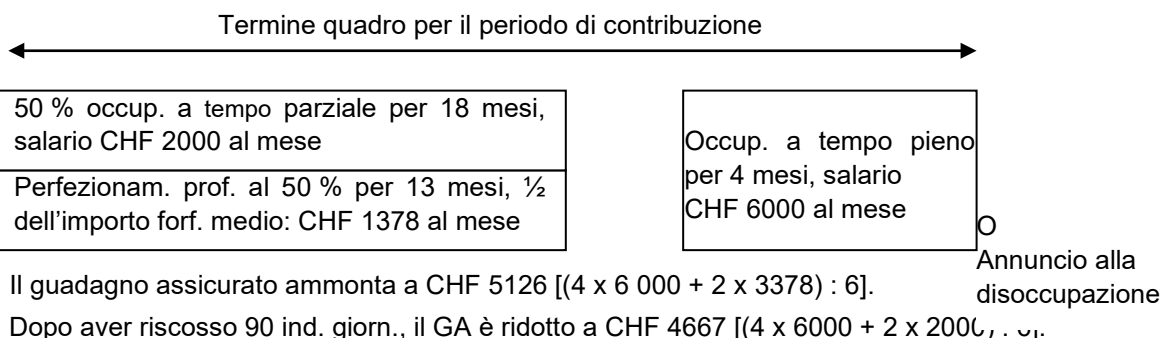 Termine quadro per il periodo di contribuzione
50 % occup. a tempo parziale per 18 mesi,
salario CHF 2000 al mese
Perfezionam. prof. al 50 % per 13 mesi, ½
dell’importo forf. medio: CHF 1378 al mese
Occup. a tempo pieno
per 4 mesi, salario
CHF 6000 al mese
O
Annuncio alla
disoccupazione
Il guadagno assicurato ammonta a CHF 5126 [(4 x 6 000 + 2 x 3378) : 6].
Dopo aver riscosso 90 ind. giorn., il GA è ridotto a CHF 4667 [(4 x 6000 + 2 x